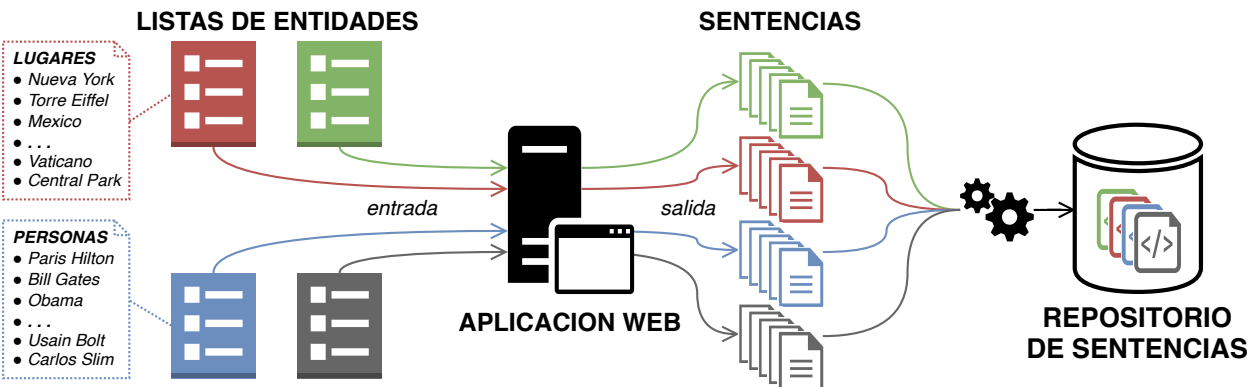 LISTAS DE ENTIDADES
SENTENCIAS
LUGARES
● Nueva York
● Torre Eiffel
● Mexico
● . . .
● Vaticano
● Central Park
entrada
salida
PERSONAS
● Paris Hilton
● Bill Gates
● Obama
● . . .
● Usain Bolt
● Carlos Slim
APLICACION WEB
</>
REPOSITORIO
DE SENTENCIAS